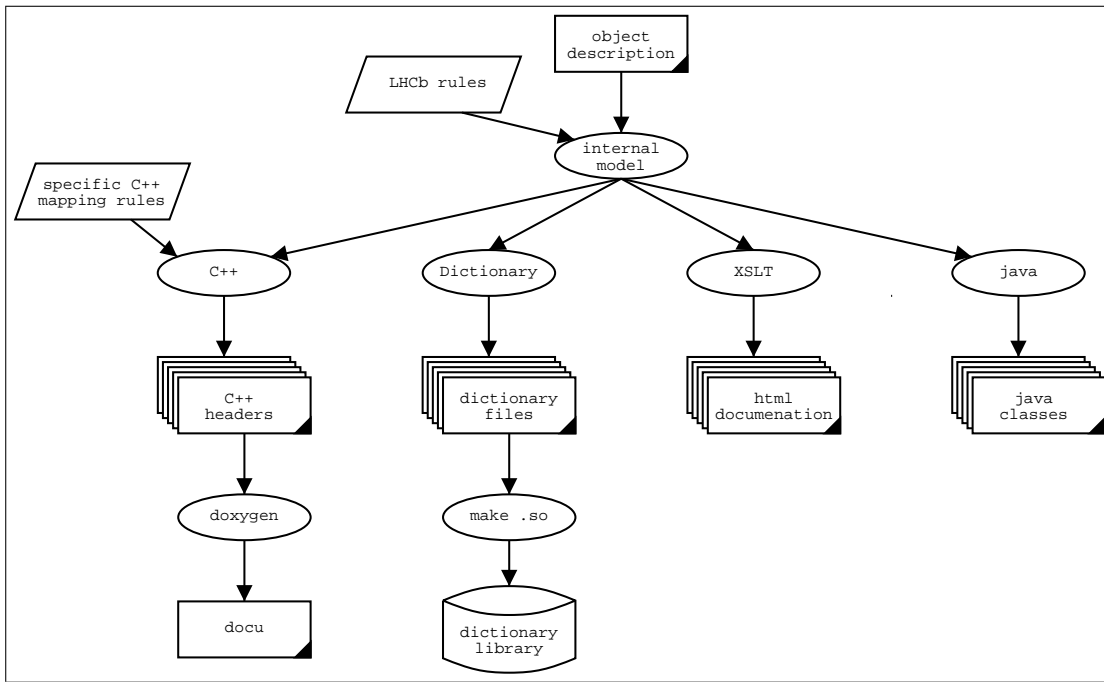 object
description
LHCb rules
internal
model
specific C++
mapping rules
C++
Dictionary
XSLT
java
C++
headers
dictionary
files
html
documenation
java
classes
doxygen
make .so
docu
dictionary
library